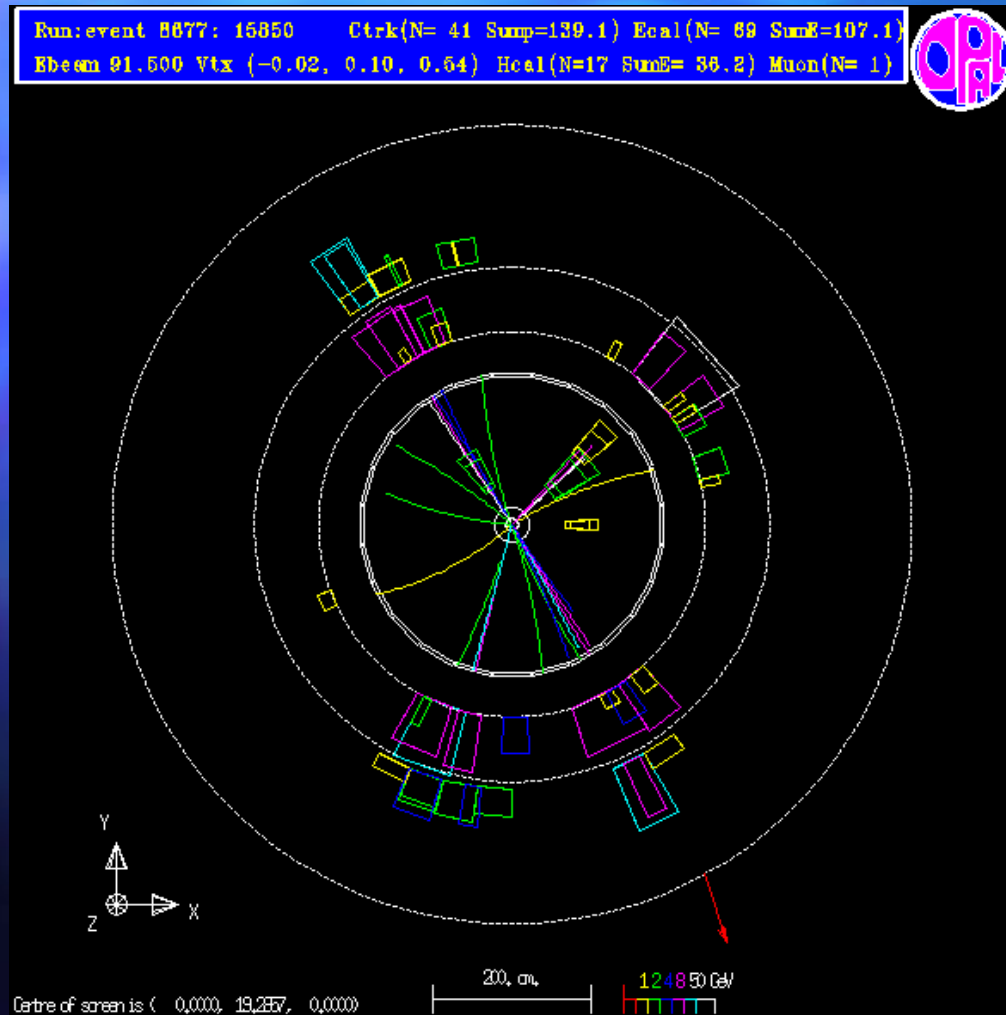 Run:event 8677: 15850 Ctrk(N= 41 Sump=139.1) Ecal(N= 69 SumE=107.1)
Ebeam 91.500 Vtx (-0.02, 0.10, 0.54) Hcal(N=17 SumE= 36.2) Muon(N= 1)
OPAL
Y
Z X
200. cm.
1 2 4 8 50 GeV
Centre of screen is ( 0.0000, 19.2857, 0.0000)